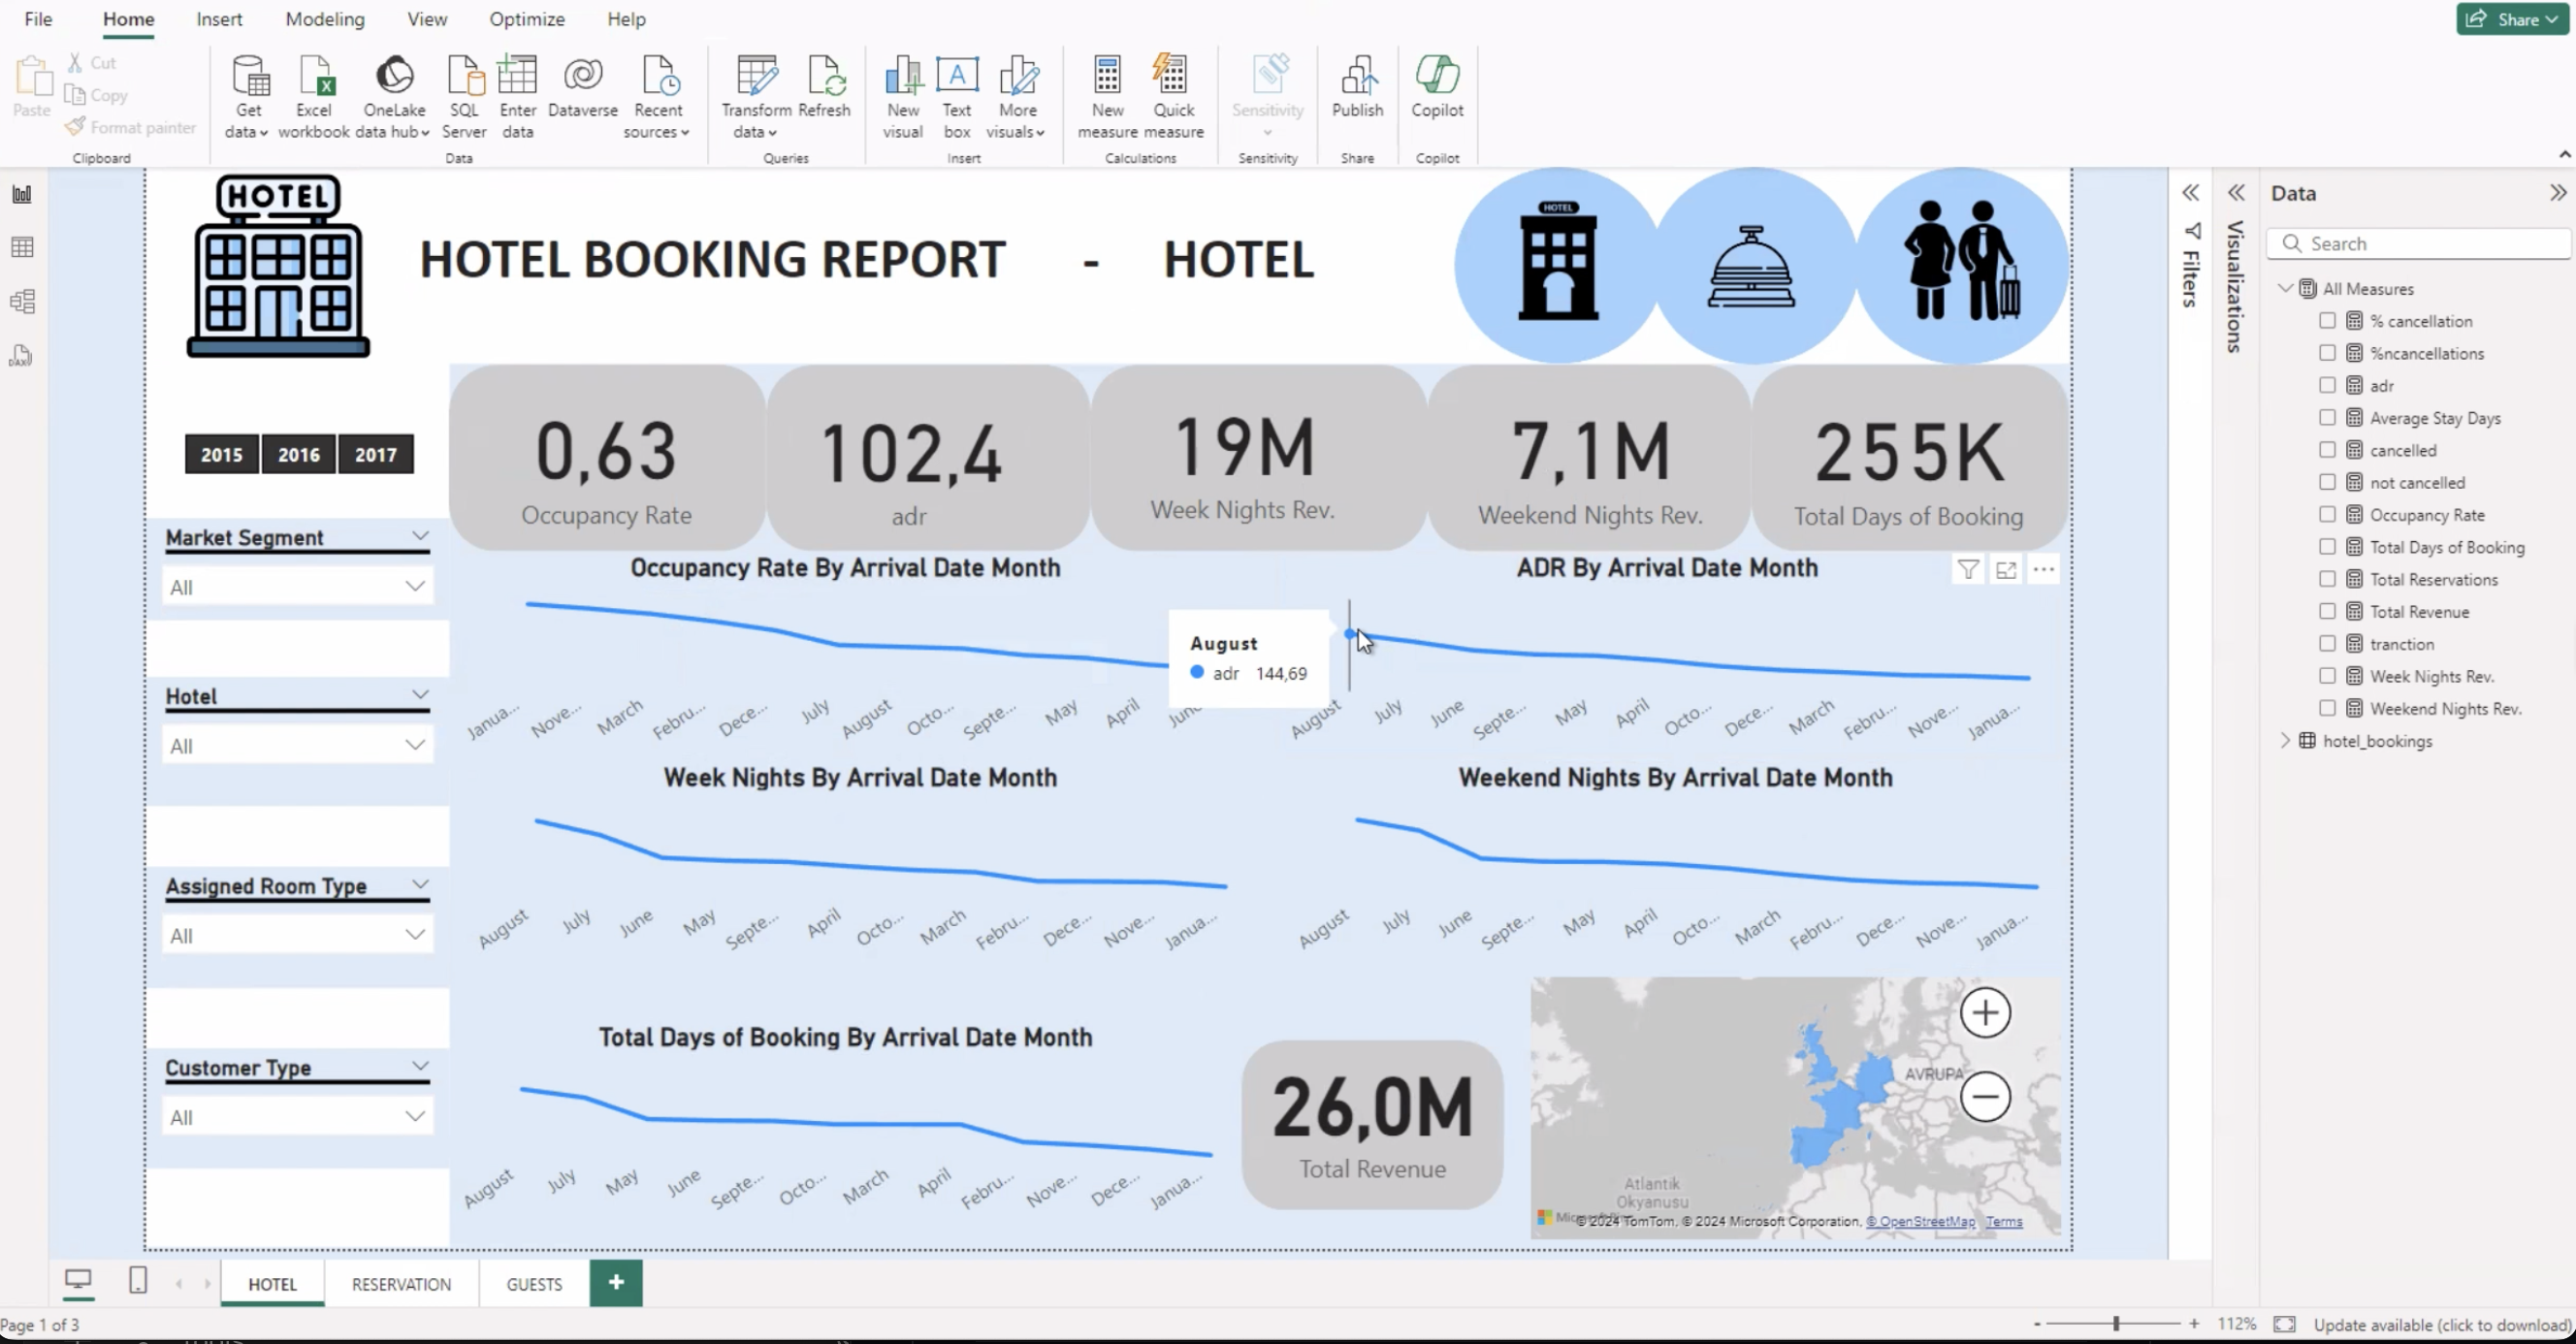 File Home Insert Modeling View Optimize Help
Share
Paste
Cut
Copy
Format painter
Clipboard
Get data
Excel workbook
OneLake data hub
SQL Server
Enter data
Dataverse
Recent sources
Data
Transform data
Refresh
Queries
New visual
Text box
More visuals
Insert
New measure
Quick measure
Calculations
Sensitivity
Sensitivity
Publish
Share
Copilot
Copilot
HOTEL
HOTEL BOOKING REPORT - HOTEL
HOTEL
2015 2016 2017
0,63
Occupancy Rate
102,4
adr
19M
Week Nights Rev.
7,1M
Weekend Nights Rev.
255K
Total Days of Booking
Market Segment
All
Hotel
All
Assigned Room Type
All
Customer Type
All
Occupancy Rate By Arrival Date Month
Janua... Nove... March Febru... Dece... July August Octo... Septe... May April June
ADR By Arrival Date Month
August
adr 144,69
August July June Septe... May April Octo... Dece... March Febru... Nove... Janua...
Week Nights By Arrival Date Month
August July June May Septe... April Octo... March Febru... Dece... Nove... Janua...
Weekend Nights By Arrival Date Month
August July June Septe... May April Octo... March Febru... Dece... Nove... Janua...
Total Days of Booking By Arrival Date Month
August July May June Septe... Octo... March April Febru... Nove... Dece... Janua...
26,0M
Total Revenue
AVRUPA
Atlantik
Okyanusu
© 2024 TomTom, © 2024 Microsoft Corporation, © OpenStreetMap Terms
Filters
Visualizations
Data
Search
All Measures
% cancellation
%ncancellations
adr
Average Stay Days
cancelled
not cancelled
Occupancy Rate
Total Days of Booking
Total Reservations
Total Revenue
tranction
Week Nights Rev.
Weekend Nights Rev.
hotel_bookings
DAX
HOTEL RESERVATION GUESTS +
Page 1 of 3
- + 112% Update available (click to download)